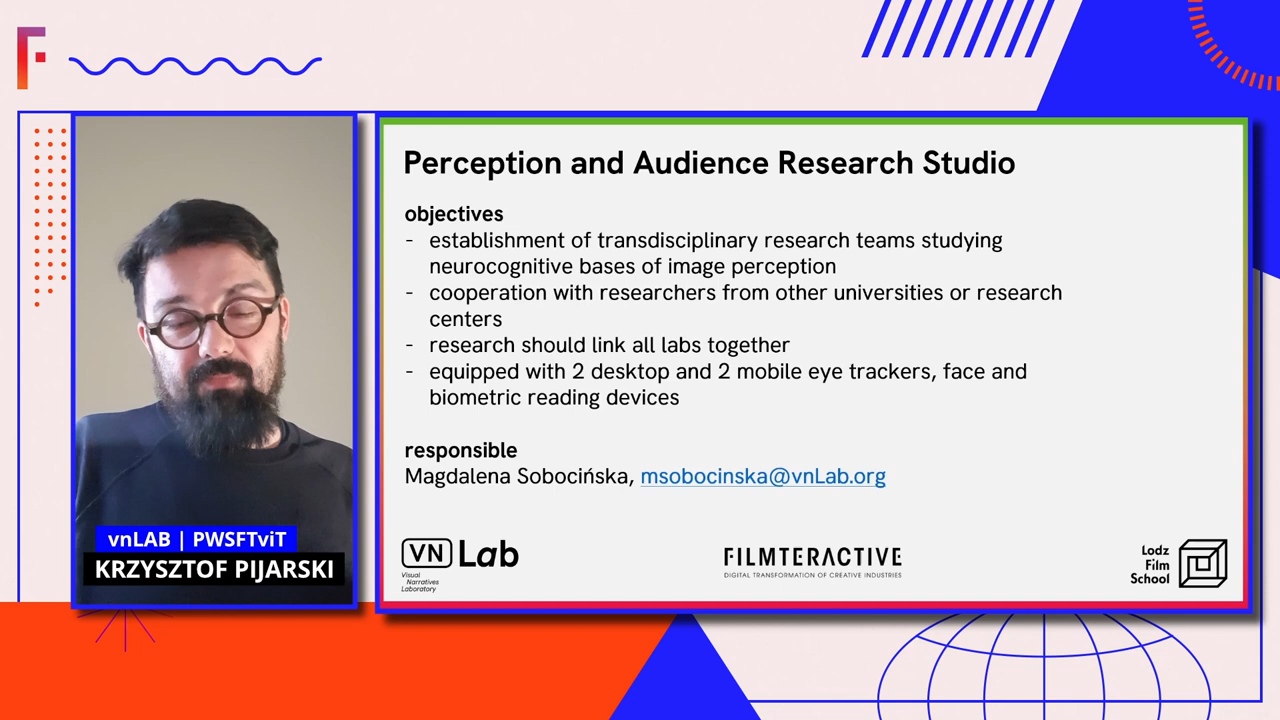 Perception and Audience Research Studio
objectives
- establishment of transdisciplinary research teams studying
neurocognitive bases of image perception
- cooperation with researchers from other universities or research
centers
- research should link all labs together
- equipped with 2 desktop and 2 mobile eye trackers, face and
biometric reading devices
responsible
Magdalena Sobocińska, msobocinska@vnLab.org
vnLAB | PWSFTviT
KRZYSZTOF PIJARSKI
VN Lab
Visual
Narratives
Laboratory
FILMTERACTIVE
DIGITAL TRANSFORMATION OF CREATIVE INDUSTRIES
Lodz
Film
School